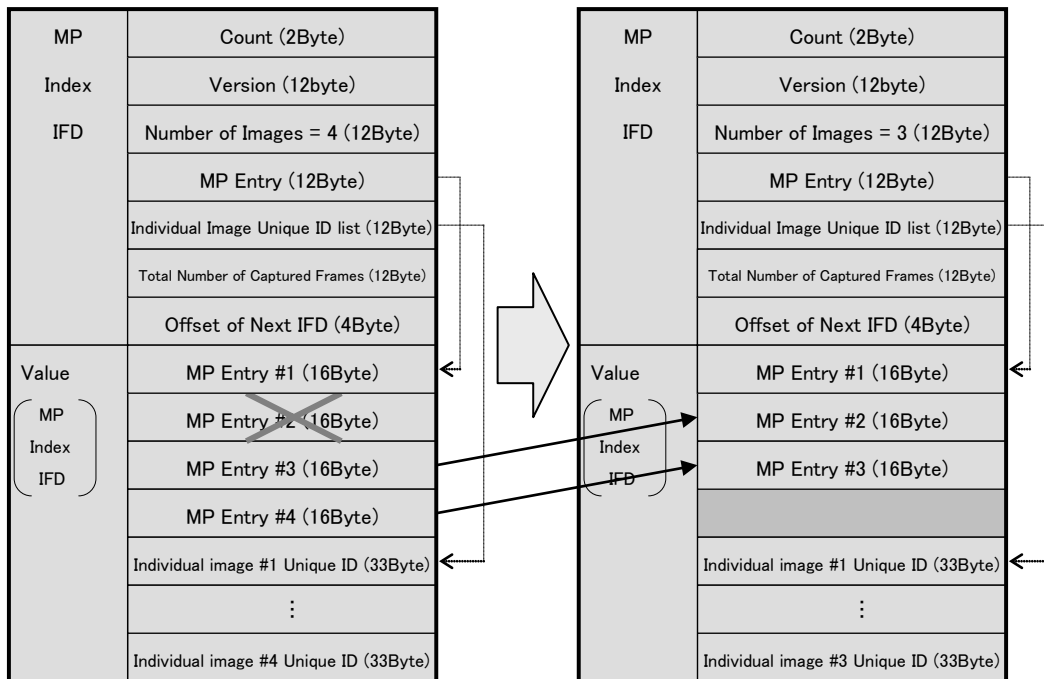 MP
Index
IFD
Count (2Byte)
Version (12byte)
Number of Images = 4 (12Byte)
MP Entry (12Byte)
Individual Image Unique ID list (12Byte)
Total Number of Captured Frames (12Byte)
Offset of Next IFD (4Byte)
Value
MP
Index
IFD
MP Entry #1 (16Byte)
MP Entry #2 (16Byte)
MP Entry #3 (16Byte)
MP Entry #4 (16Byte)
Individual image #1 Unique ID (33Byte)
⋮
Individual image #4 Unique ID (33Byte)
MP
Index
IFD
Count (2Byte)
Version (12byte)
Number of Images = 3 (12Byte)
MP Entry (12Byte)
Individual Image Unique ID list (12Byte)
Total Number of Captured Frames (12Byte)
Offset of Next IFD (4Byte)
Value
MP
Index
IFD
MP Entry #1 (16Byte)
MP Entry #2 (16Byte)
MP Entry #3 (16Byte)
Individual image #1 Unique ID (33Byte)
⋮
Individual image #3 Unique ID (33Byte)